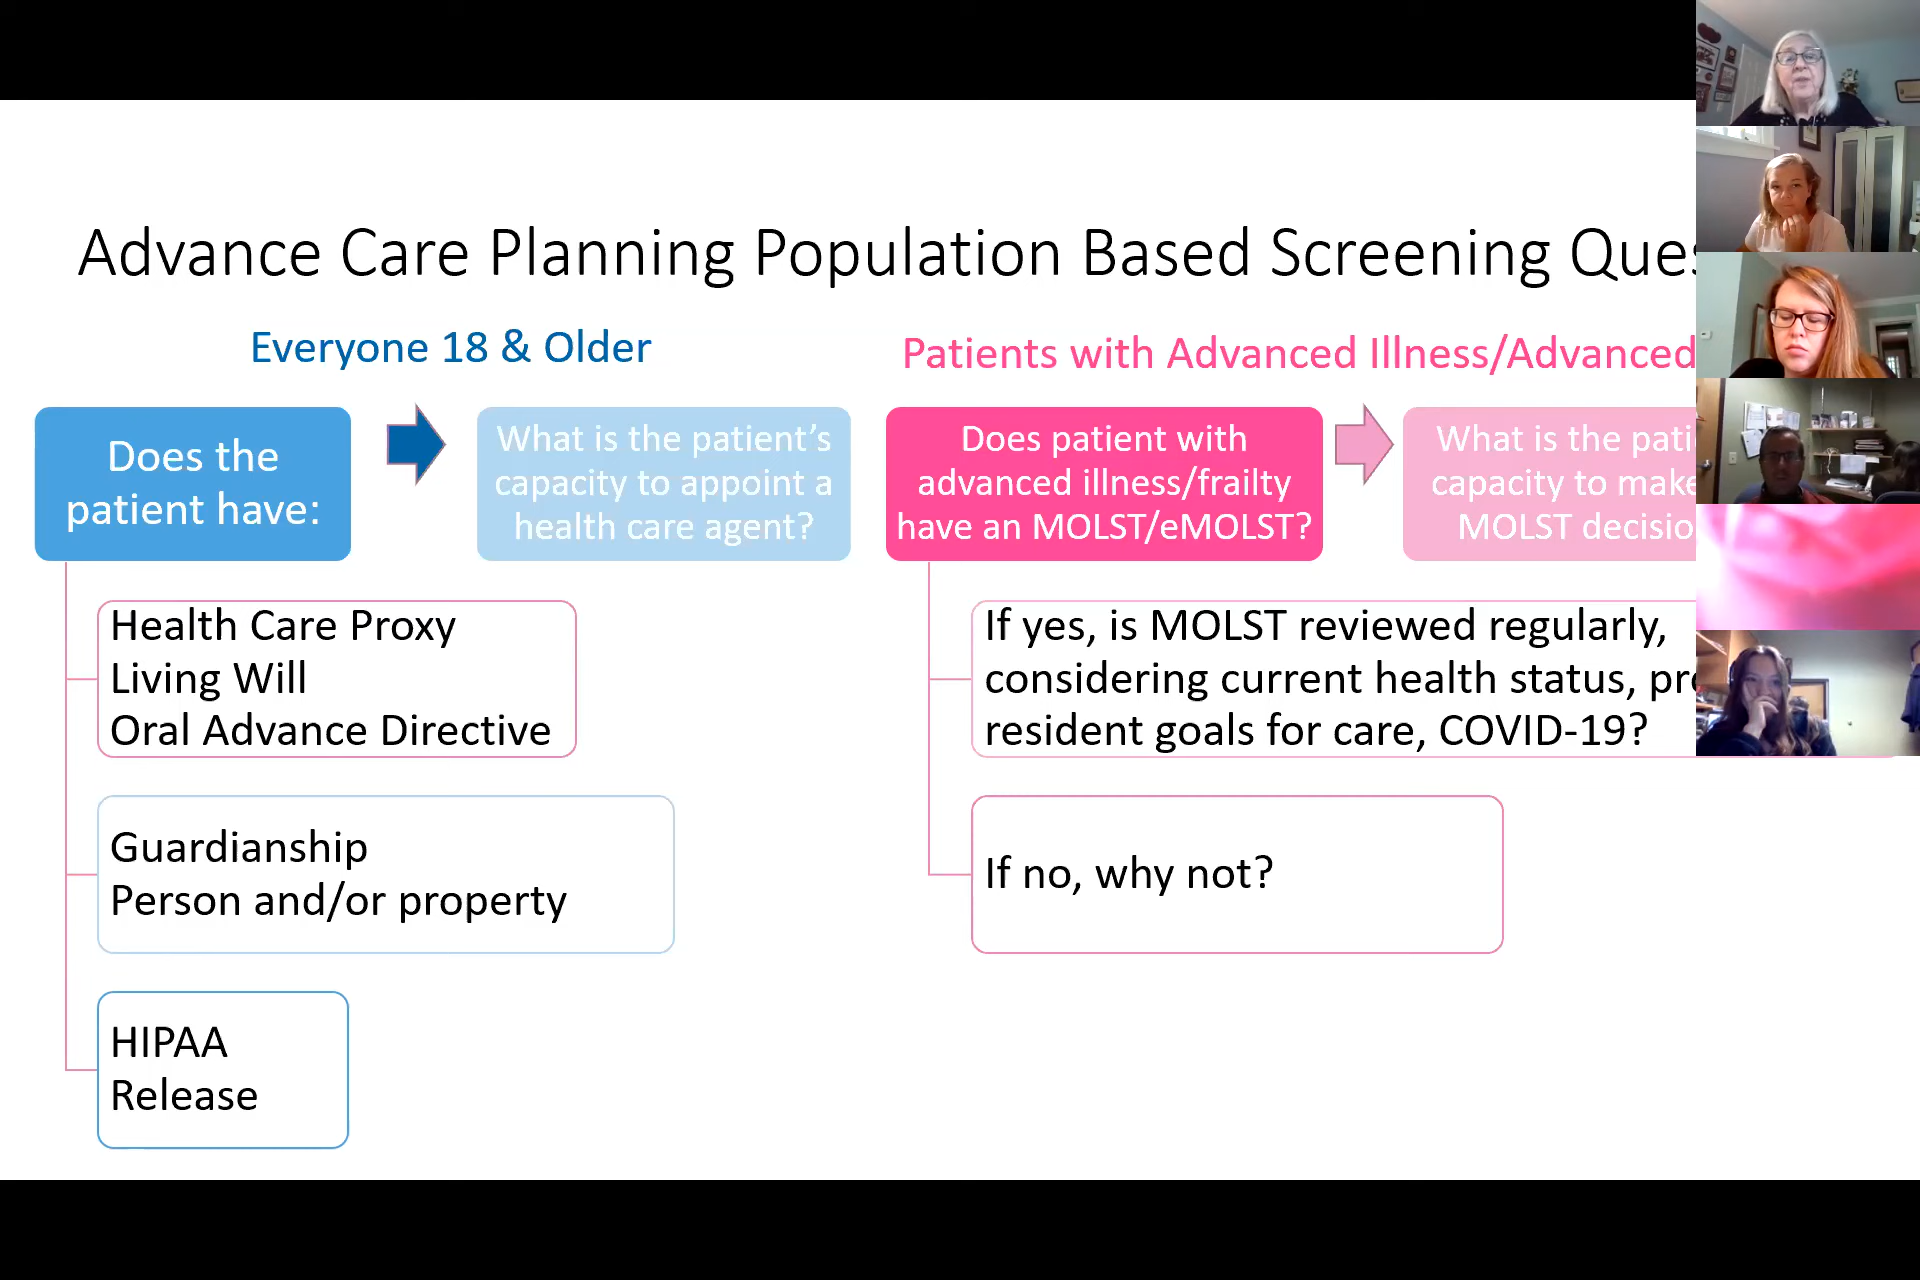 Advance Care Planning Population Based Screening Ques
Everyone 18 & Older
Does the
patient have:
What is the patient's
capacity to appoint a
health care agent?
Health Care Proxy
Living Will
Oral Advance Directive
Guardianship
Person and/or property
HIPAA
Release
Patients with Advanced Illness/Advanced
Does patient with
advanced illness/frailty
have an MOLST/eMOLST?
What is the pati
capacity to make
MOLST decisio
If yes, is MOLST reviewed regularly,
considering current health status, pr
resident goals for care, COVID-19?
If no, why not?